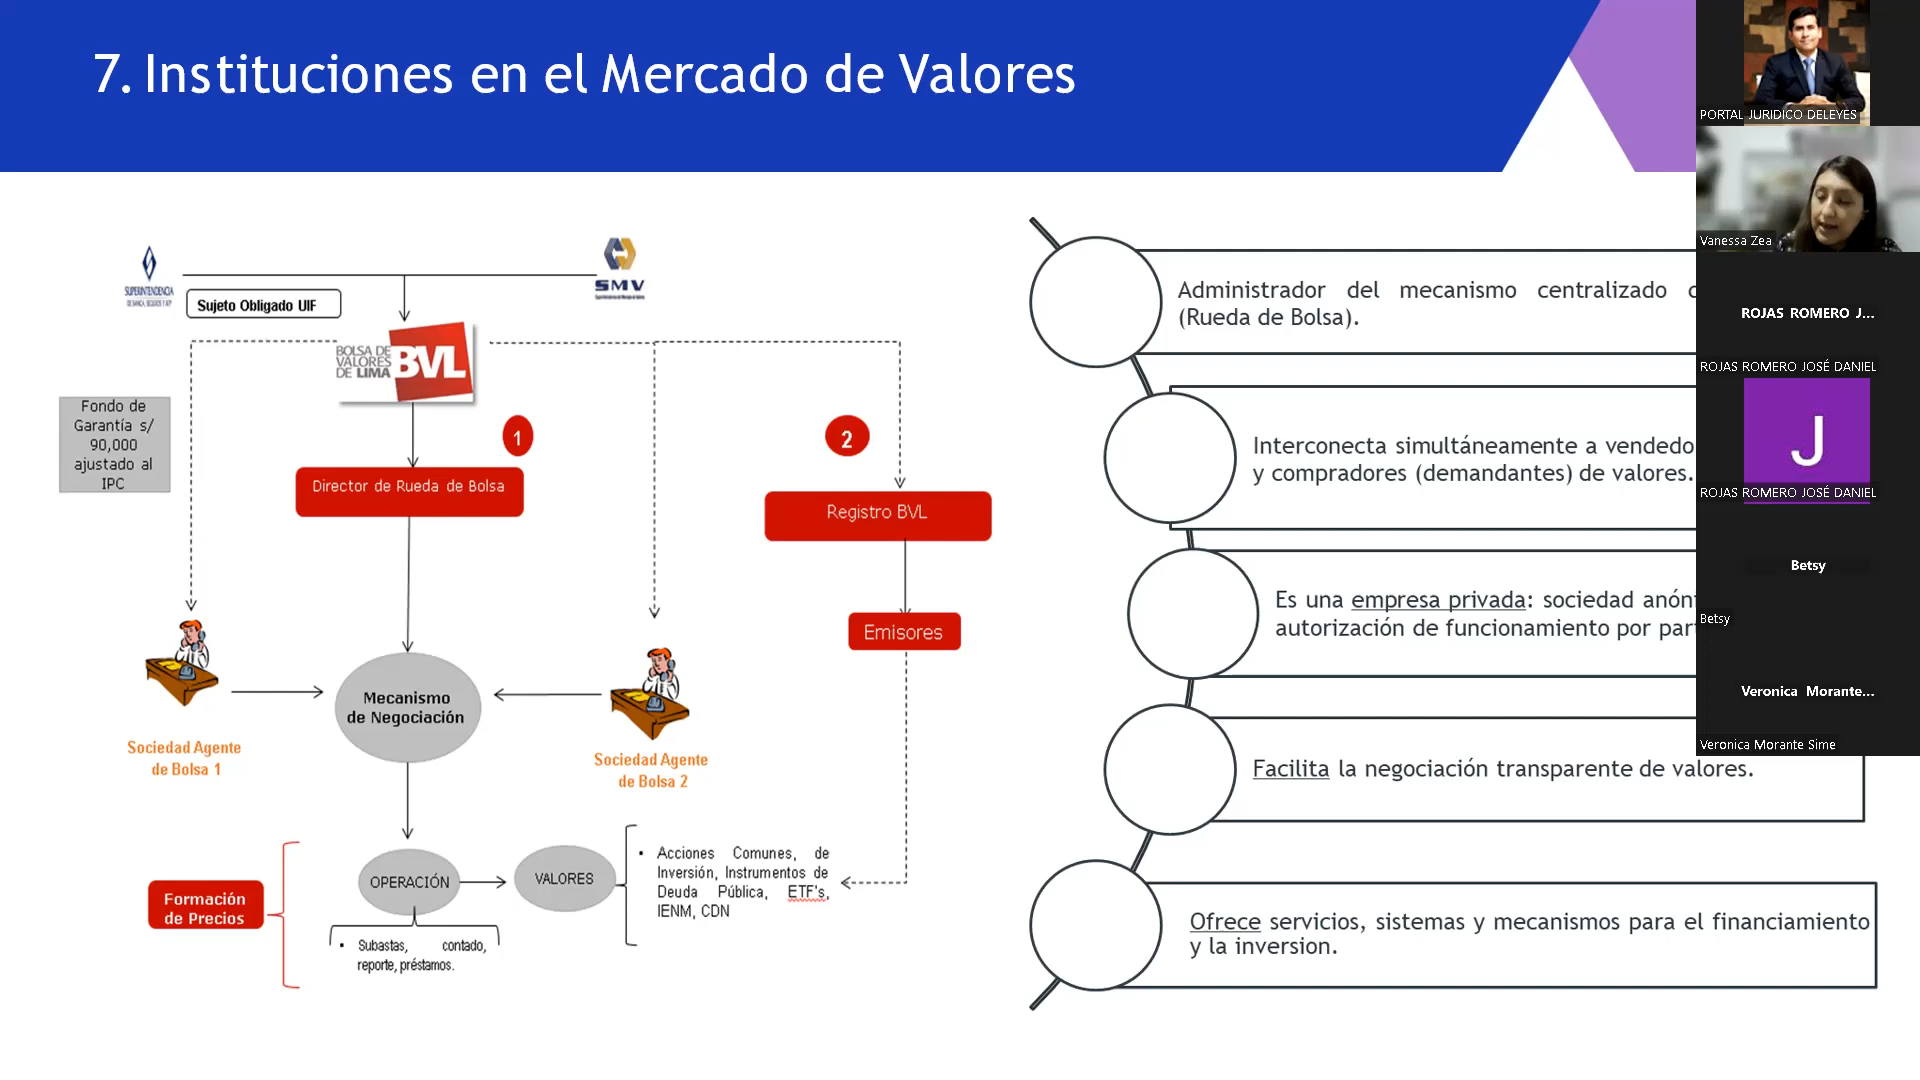 7. Instituciones en el Mercado de Valores
SUPERINTENDENCIA
DE BANCA, SEGUROS Y AFP
SMV
Sujeto Obligado UIF
BOLSA DE
VALORES
DE LIMA
BVL
Fondo de
Garantía s/
90,000
ajustado al
IPC
1
2
Director de Rueda de Bolsa
Registro BVL
Emisores
Mecanismo
de Negociación
Sociedad Agente
de Bolsa 1
Sociedad Agente
de Bolsa 2
OPERACIÓN
VALORES
• Acciones Comunes, de
Inversión, Instrumentos de
Deuda Pública, ETF's,
IENM, CDN
Formación
de Precios
• Subastas, contado,
reporte, préstamos.
Administrador del mecanismo centralizado
(Rueda de Bolsa).
Interconecta simultáneamente a vendedo
y compradores (demandantes) de valores.
Es una empresa privada: sociedad anón
autorización de funcionamiento por par
Facilita la negociación transparente de valores.
Ofrece servicios, sistemas y mecanismos para el financiamiento
y la inversion.
PORTAL JURIDICO DELEYES
Vanessa Zea
ROJAS ROMERO J...
ROJAS ROMERO JOSÉ DANIEL
J
ROJAS ROMERO JOSÉ DANIEL
Betsy
Betsy
Veronica Morante...
Veronica Morante Sime